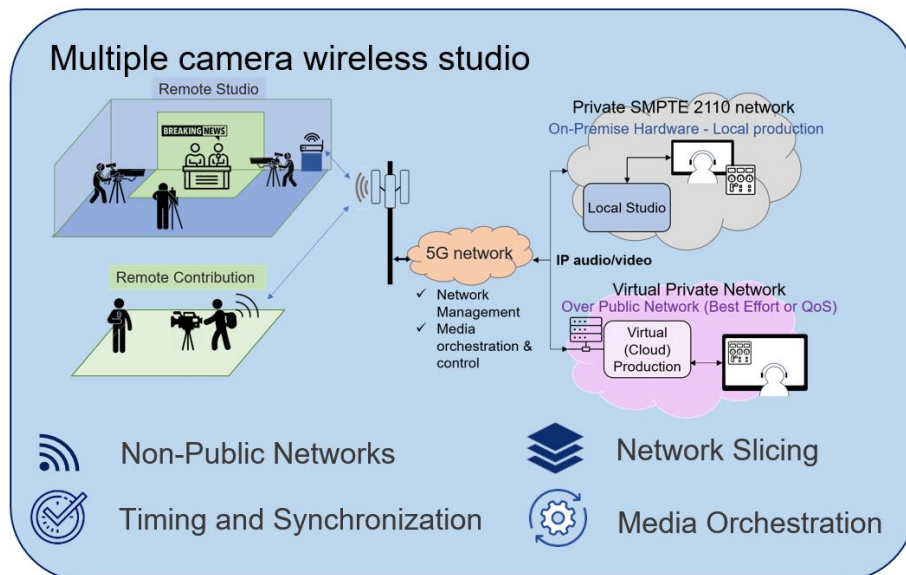 Multiple camera wireless studio
Remote Studio
BREAKING NEWS
Remote Contribution
5G network
✓ Network
Management
✓ Media
orchestration &
control
IP audio/video
Private SMPTE 2110 network
On-Premise Hardware - Local production
Local Studio
Virtual Private Network
Over Public Network (Best Effort or QoS)
Virtual
(Cloud)
Production
Non-Public Networks
Network Slicing
Timing and Synchronization
Media Orchestration